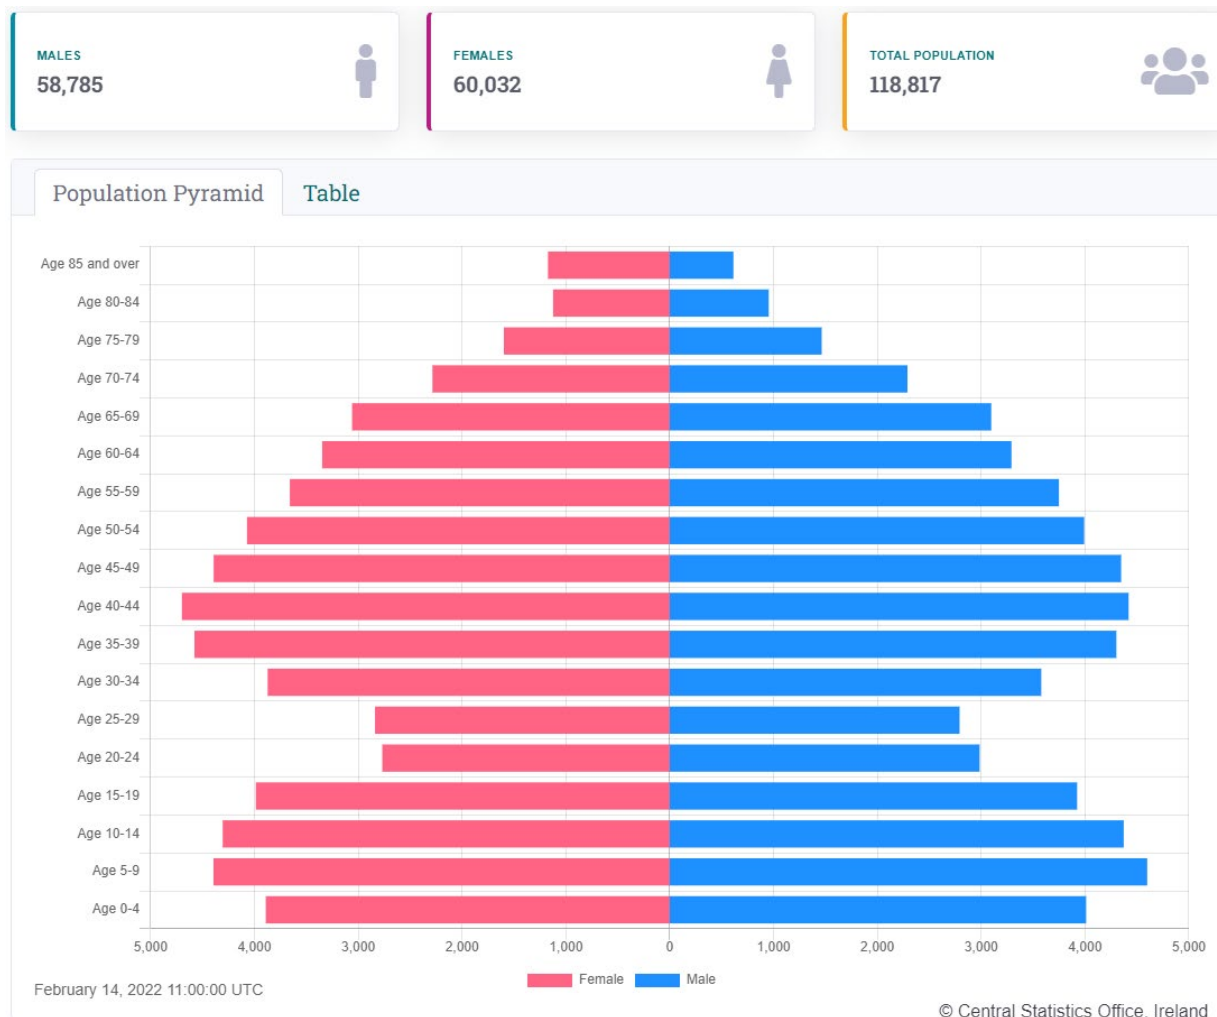 MALES
58,785
FEMALES
60,032
TOTAL POPULATION
118,817
Population Pyramid
Table
Age 85 and over
Age 80-84
Age 75-79
Age 70-74
Age 65-69
Age 60-64
Age 55-59
Age 50-54
Age 45-49
Age 40-44
Age 35-39
Age 30-34
Age 25-29
Age 20-24
Age 15-19
Age 10-14
Age 5-9
Age 0-4
5,000 4,000 3,000 2,000 1,000 0 1,000 2,000 3,000 4,000 5,000
Female Male
February 14, 2022 11:00:00 UTC
© Central Statistics Office, Ireland